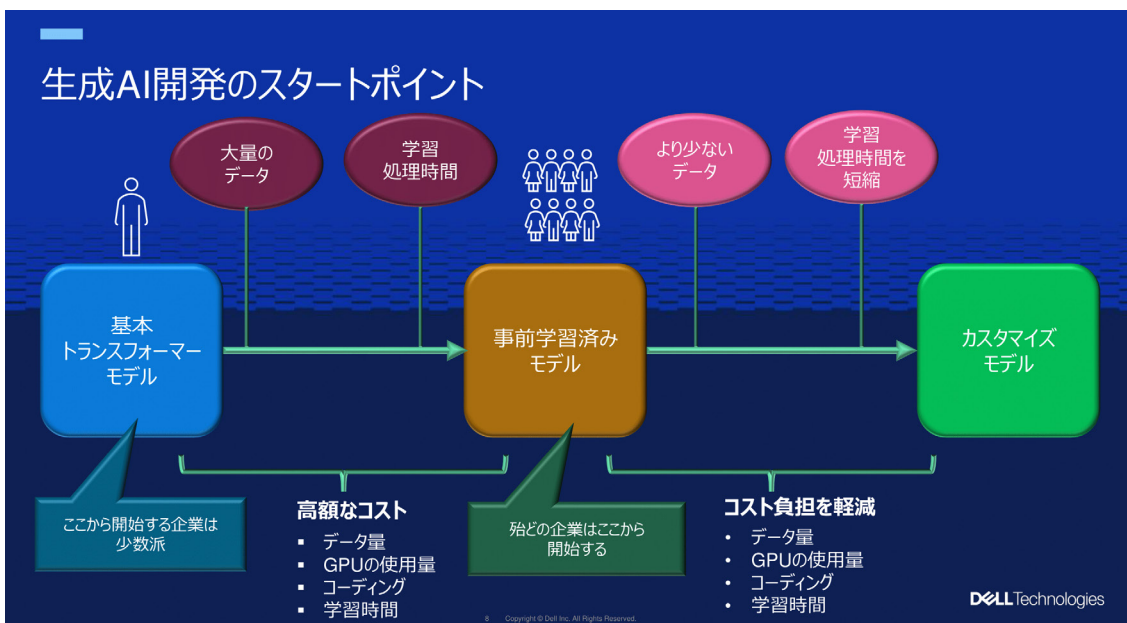 生成AI開発のスタートポイント
大量の
データ
学習
処理時間
より少ない
データ
学習
処理時間を
短縮
基本
トランスフォーマー
モデル
事前学習済み
モデル
カスタマイズ
モデル
ここから開始する企業は
少数派
高額なコスト
▪ データ量
▪ GPUの使用量
▪ コーディング
▪ 学習時間
殆どの企業はここから
開始する
コスト負担を軽減
• データ量
• GPUの使用量
• コーディング
• 学習時間
DELLTechnologies
8 Copyright © Dell Inc. All Rights Reserved.